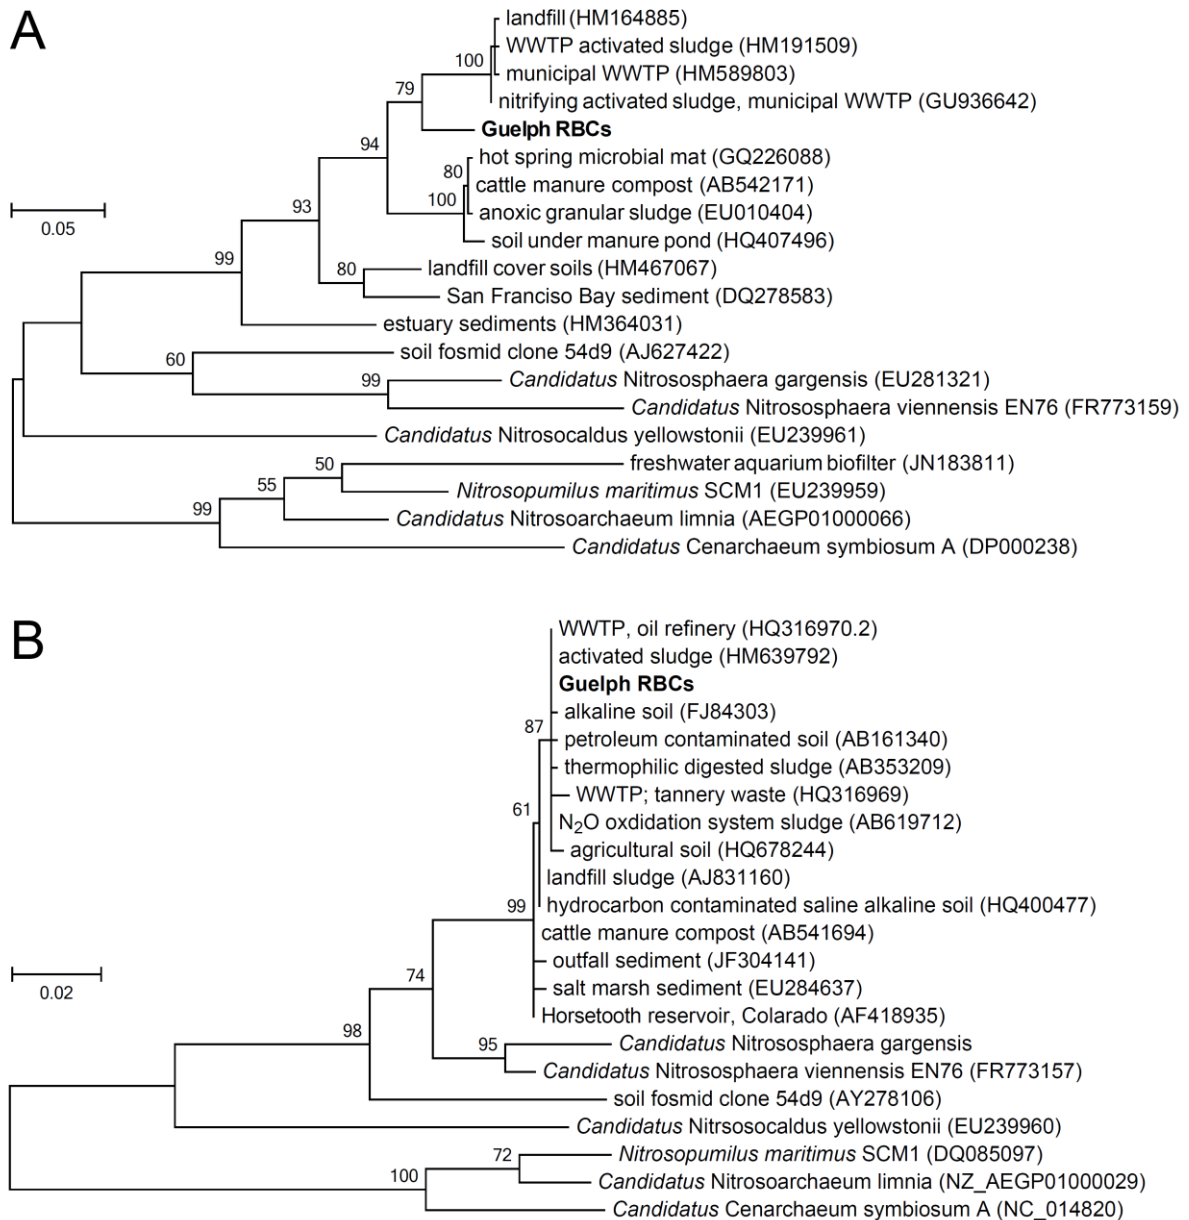 A
landfill (HM164885)
WWTP activated sludge (HM191509)
100
municipal WWTP (HM589803)
79
nitrifying activated sludge, municipal WWTP (GU936642)
Guelph RBCs
94
hot spring microbial mat (GQ226088)
80
cattle manure compost (AB542171)
100
anoxic granular sludge (EU010404)
93
0.05
soil under manure pond (HQ407496)
99
80
landfill cover soils (HM467067)
San Franciso Bay sediment (DQ278583)
estuary sediments (HM364031)
60
soil fosmid clone 54d9 (AJ627422)
99
Candidatus Nitrososphaera gargensis (EU281321)
Candidatus Nitrososphaera viennensis EN76 (FR773159)
Candidatus Nitrosocaldus yellowstonii (EU239961)
50
freshwater aquarium biofilter (JN183811)
55
Nitrosopumilus maritimus SCM1 (EU239959)
99
Candidatus Nitrosoarchaeum limnia (AEGP01000066)
Candidatus Cenarchaeum symbiosum A (DP000238)
B
WWTP, oil refinery (HQ316970.2)
activated sludge (HM639792)
Guelph RBCs
alkaline soil (FJ84303)
87
petroleum contaminated soil (AB161340)
thermophilic digested sludge (AB353209)
WWTP; tannery waste (HQ316969)
61
N2O oxdidation system sludge (AB619712)
agricultural soil (HQ678244)
landfill sludge (AJ831160)
99
hydrocarbon contaminated saline alkaline soil (HQ400477)
cattle manure compost (AB541694)
outfall sediment (JF304141)
74
0.02
salt marsh sediment (EU284637)
Horsetooth reservoir, Colarado (AF418935)
98
95
Candidatus Nitrososphaera gargensis
Candidatus Nitrososphaera viennensis EN76 (FR773157)
soil fosmid clone 54d9 (AY278106)
Candidatus Nitrsosocaldus yellowstonii (EU239960)
72
Nitrosopumilus maritimus SCM1 (DQ085097)
100
Candidatus Nitrosoarchaeum limnia (NZ_AEGP01000029)
Candidatus Cenarchaeum symbiosum A (NC_014820)